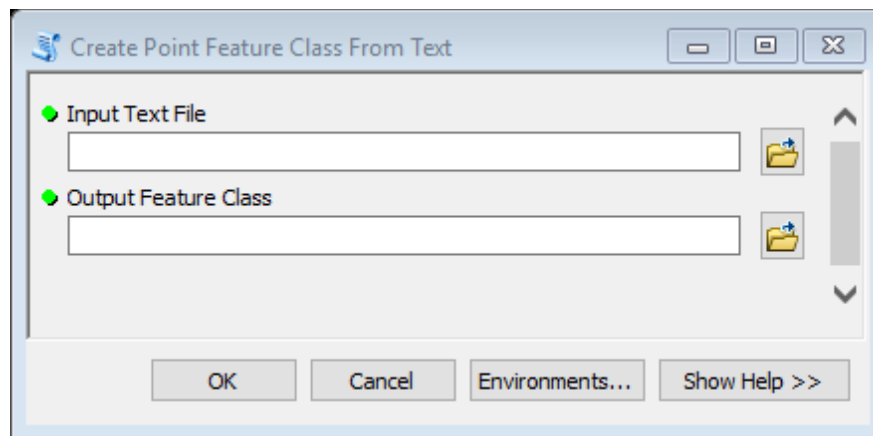 Create Point Feature Class From Text
Input Text File
Output Feature Class
OK Cancel Environments... Show Help >>